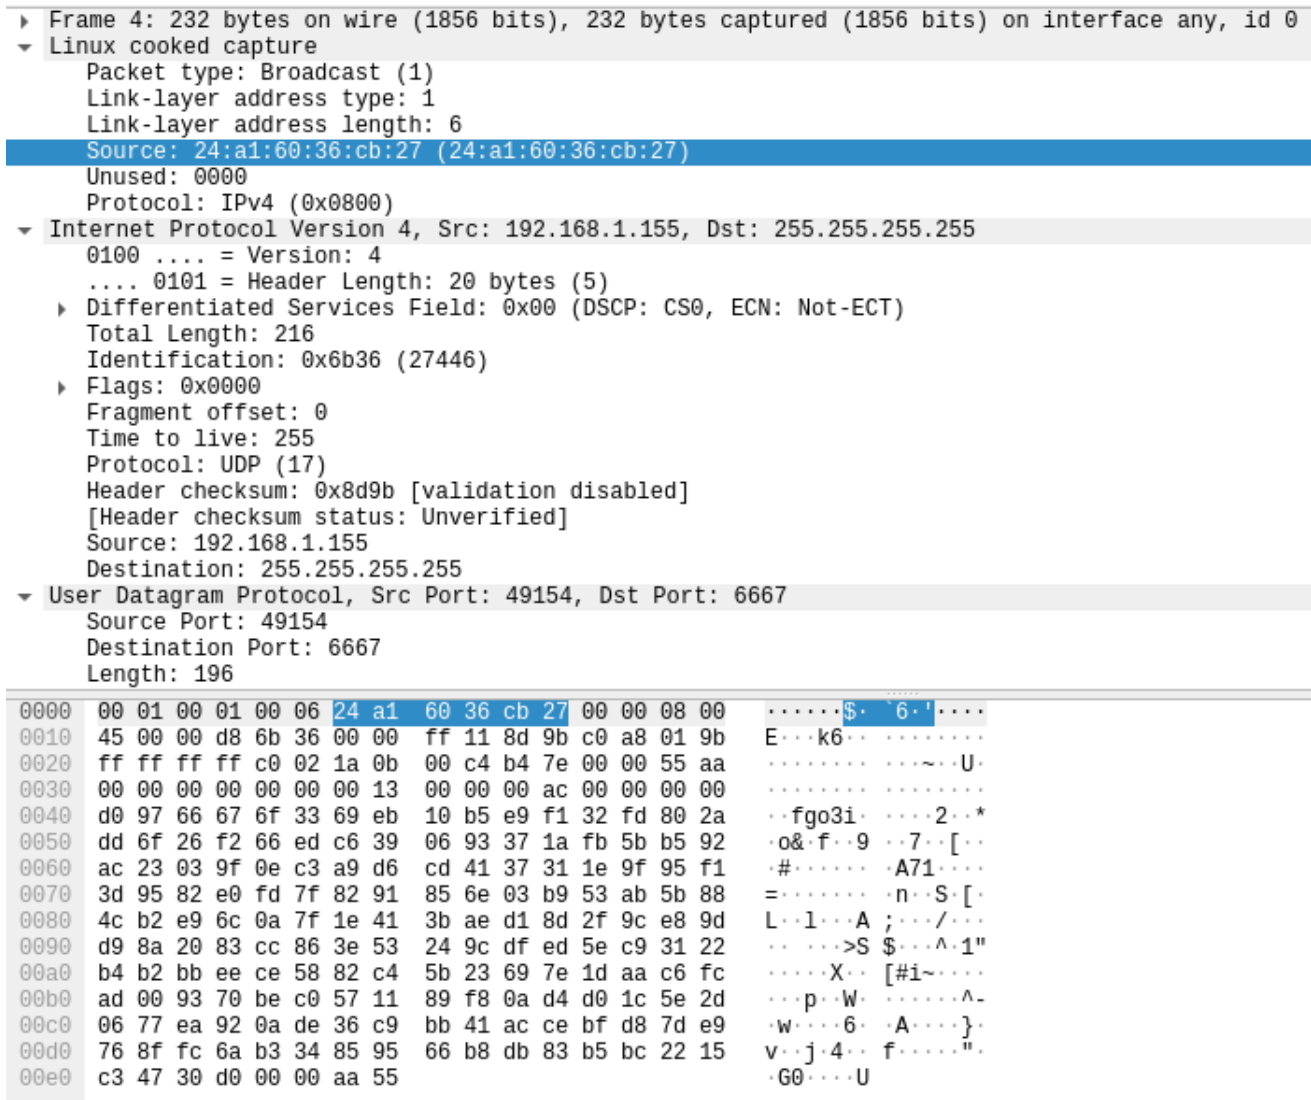 Frame 4: 232 bytes on wire (1856 bits), 232 bytes captured (1856 bits) on interface any, id 0
Linux cooked capture
Packet type: Broadcast (1)
Link-layer address type: 1
Link-layer address length: 6
Source: 24:a1:60:36:cb:27 (24:a1:60:36:cb:27)
Unused: 0000
Protocol: IPv4 (0x0800)
Internet Protocol Version 4, Src: 192.168.1.155, Dst: 255.255.255.255
0100 .... = Version: 4
.... 0101 = Header Length: 20 bytes (5)
Differentiated Services Field: 0x00 (DSCP: CS0, ECN: Not-ECT)
Total Length: 216
Identification: 0x6b36 (27446)
Flags: 0x0000
Fragment offset: 0
Time to live: 255
Protocol: UDP (17)
Header checksum: 0x8d9b [validation disabled]
[Header checksum status: Unverified]
Source: 192.168.1.155
Destination: 255.255.255.255
User Datagram Protocol, Src Port: 49154, Dst Port: 6667
Source Port: 49154
Destination Port: 6667
Length: 196
0000 00 01 00 01 00 06 24 a1 60 36 cb 27 00 00 08 00 ······$· `6·'····
0010 45 00 00 d8 6b 36 00 00 ff 11 8d 9b c0 a8 01 9b E···k6·· ········
0020 ff ff ff ff c0 02 1a 0b 00 c4 b4 7e 00 00 55 aa ········ ···~··U·
0030 00 00 00 00 00 00 00 13 00 00 00 ac 00 00 00 00 ········ ········
0040 d0 97 66 67 6f 33 69 eb 10 b5 e9 f1 32 fd 80 2a ··fgo3i· ····2··*
0050 dd 6f 26 f2 66 ed c6 39 06 93 37 1a fb 5b b5 92 ·o&·f··9 ··7··[··
0060 ac 23 03 9f 0e c3 a9 d6 cd 41 37 31 1e 9f 95 f1 ·#······ ·A71····
0070 3d 95 82 e0 fd 7f 82 91 85 6e 03 b9 53 ab 5b 88 =······· ·n··S·[·
0080 4c b2 e9 6c 0a 7f 1e 41 3b ae d1 8d 2f 9c e8 9d L··l···A ;···/···
0090 d9 8a 20 83 cc 86 3e 53 24 9c df ed 5e c9 31 22 ·· ···>S $···^·1"
00a0 b4 b2 bb ee ce 58 82 c4 5b 23 69 7e 1d aa c6 fc ·····X·· [#i~····
00b0 ad 00 93 70 be c0 57 11 89 f8 0a d4 d0 1c 5e 2d ···p··W· ······^-
00c0 06 77 ea 92 0a de 36 c9 bb 41 ac ce bf d8 7d e9 ·w····6· ·A····}·
00d0 76 8f fc 6a b3 34 85 95 66 b8 db 83 b5 bc 22 15 v··j·4·· f·····"·
00e0 c3 47 30 d0 00 00 aa 55 ·G0····U